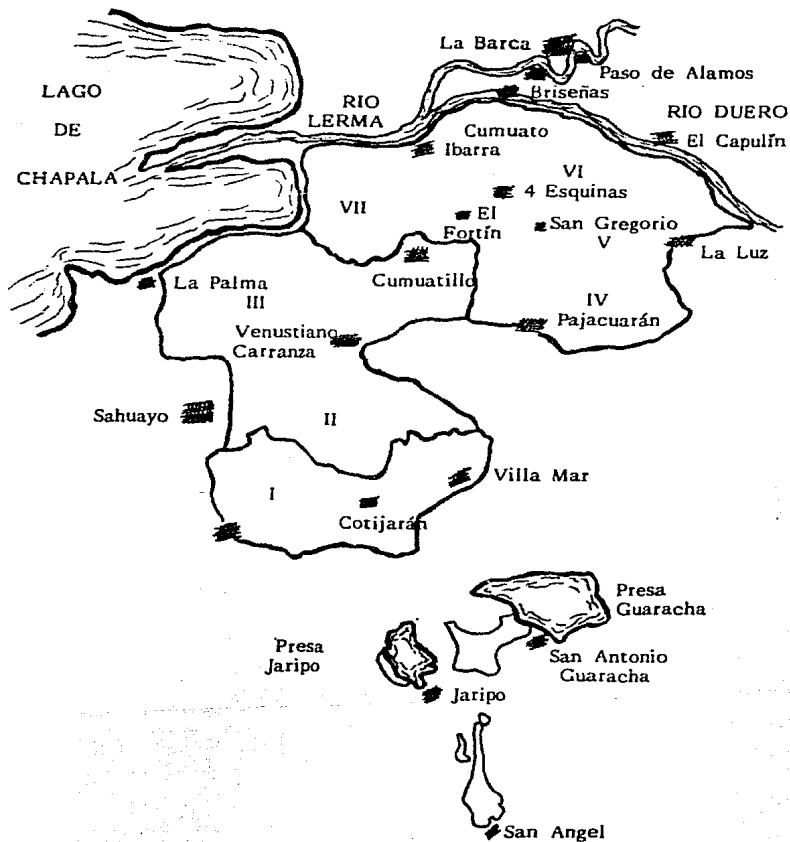 La Barca
Paso de Alamos
Briseñas
LAGO
DE
CHAPALA
RIO
LERMA
RIO DUERO
El Capulín
Cumuato
Ibarra
VI
4 Esquinas
VII
El
Fortín
San Gregorio
V
La Luz
Cumuatillo
La Palma
III
IV
Pajacuarán
Venustiano
Carranza
Sahuayo
II
I
Villa Mar
Cotijarán
Presa
Guaracha
Presa
Jaripo
San Antonio
Guaracha
Jaripo
San Angel